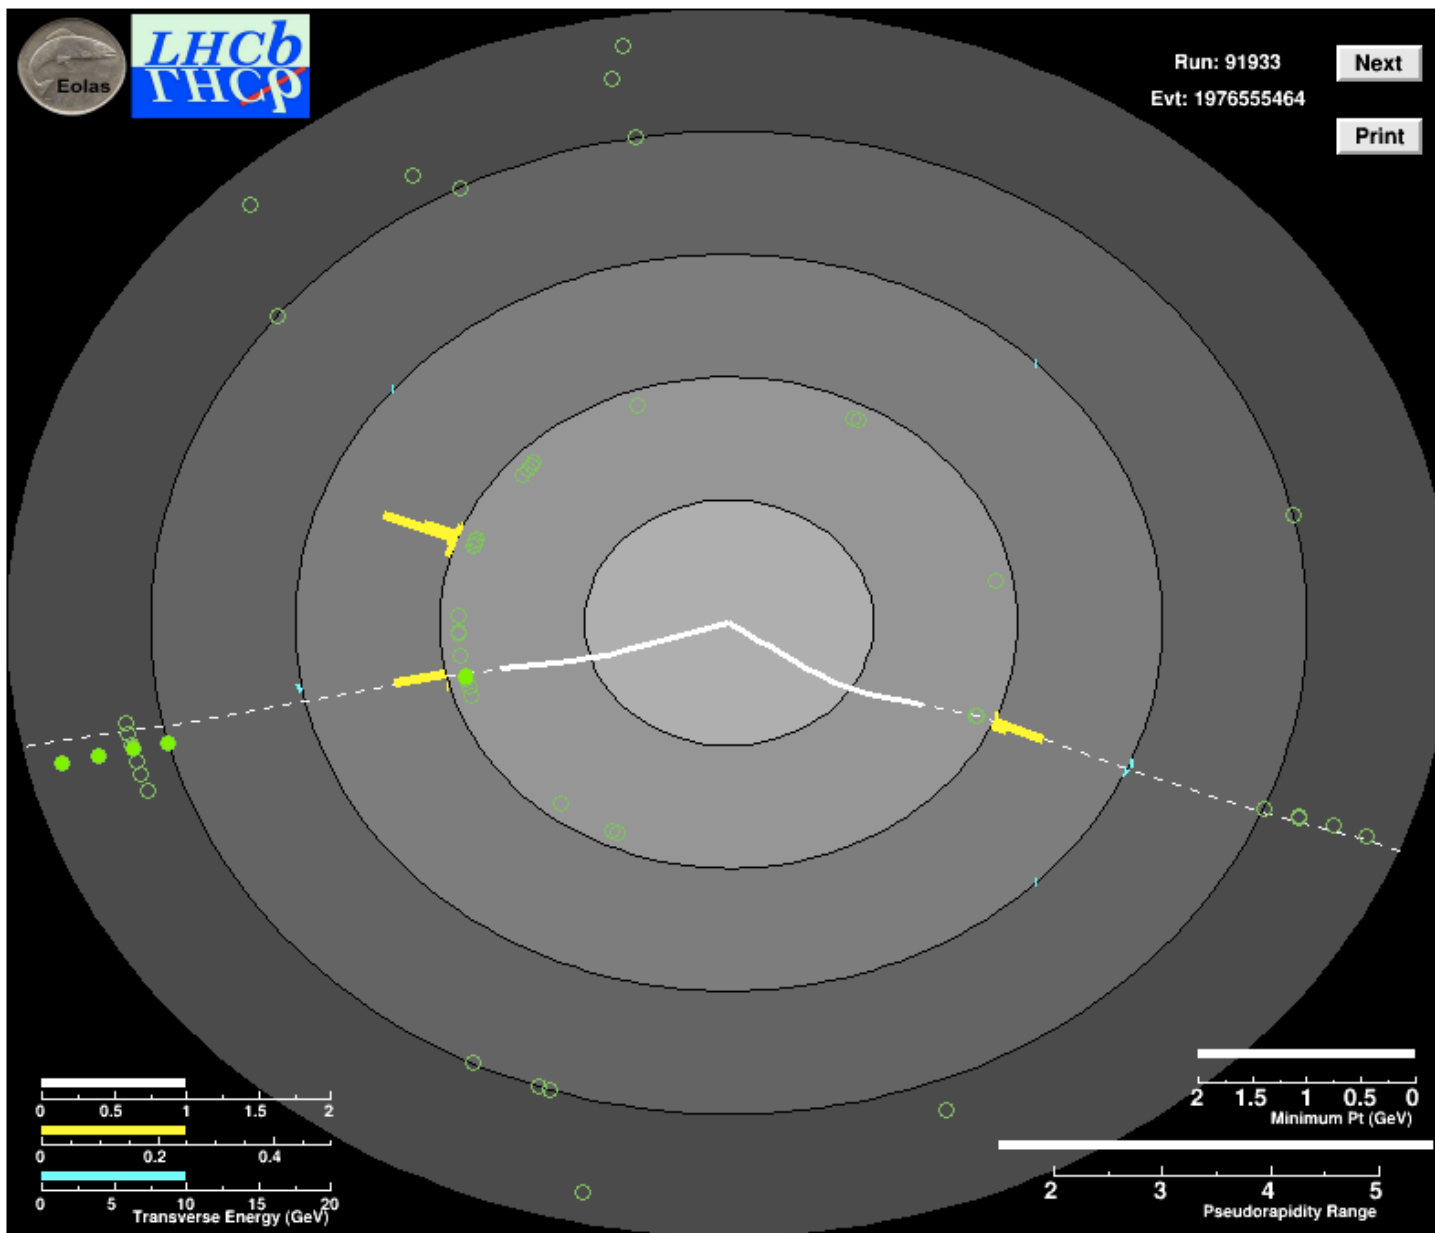 Eolas
LHCb
LHCb
Run: 91933
Evt: 1976555464
Next
Print
0 0.5 1 1.5 2
0 0.2 0.4
0 5 10 15 20
Transverse Energy (GeV)
2 1.5 1 0.5 0
Minimum Pt (GeV)
2 3 4 5
Pseudorapidity Range